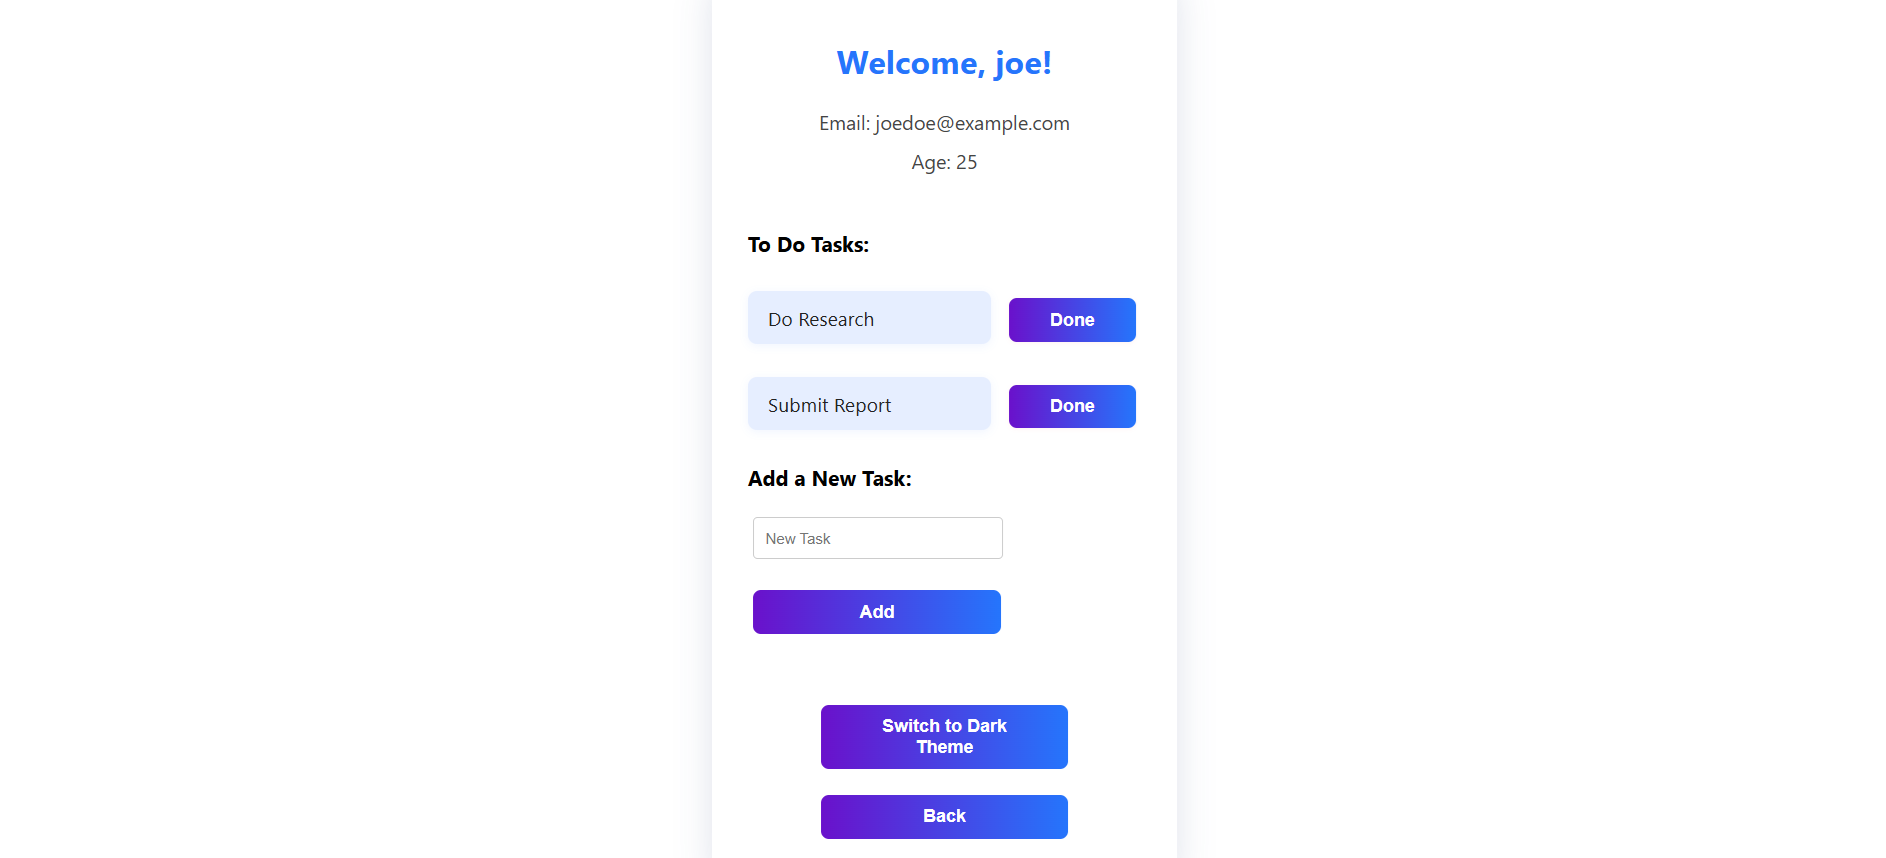 Welcome, joe!
Email: joedoe@example.com
Age: 25
To Do Tasks:
Do Research
Done
Submit Report
Done
Add a New Task:
New Task
Add
Switch to Dark
Theme
Back